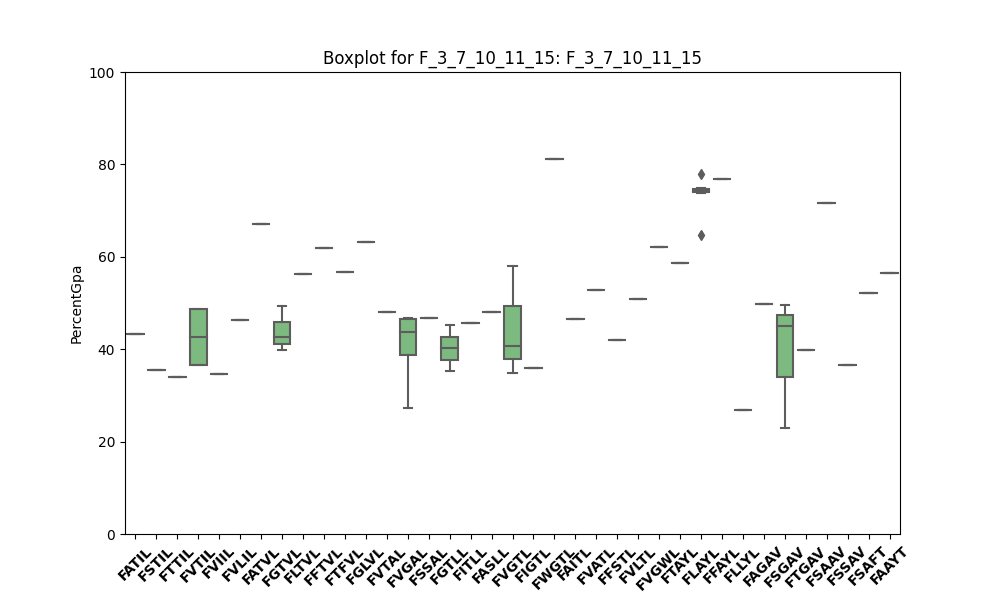 Boxplot for F_3_7_10_11_15: F_3_7_10_11_15
PercentGpa
100
80
60
40
20
0
FATIL
FSTIL
FTTIL
FVTIL
FVIIL
FVLIL
FATVL
FGTVL
FLTVL
FFTVL
FTFVL
FGLVL
FVTAL
FVGAL
FSSAL
FGTLL
FITLL
FASLL
FVGTL
FIGTL
FWGTL
FAITL
FVATL
FFSTL
FVLTL
FVGWL
FTAYL
FLAYL
FFAYL
FLLYL
FAGAV
FSGAV
FTGAV
FSAAV
FSSAV
FSAFT
FAAYT